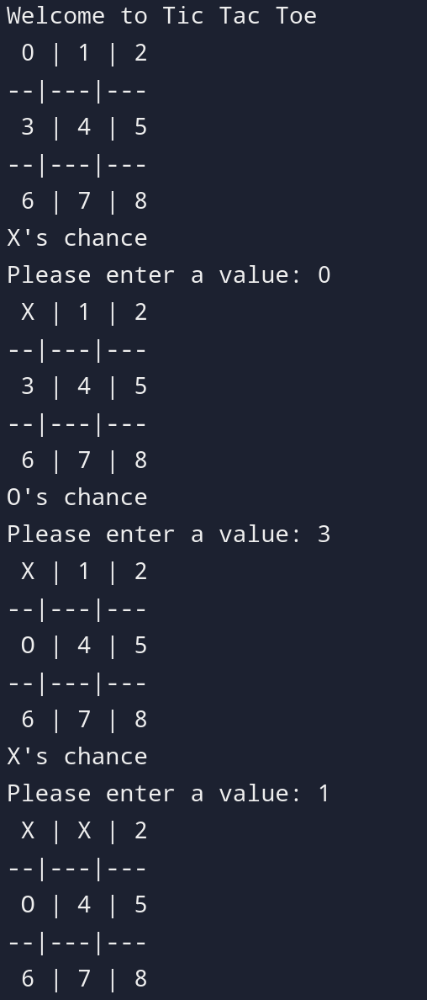 Welcome to Tic Tac Toe
 0 | 1 | 2
--|---|---
 3 | 4 | 5
--|---|---
 6 | 7 | 8
X's chance
Please enter a value: 0
 X | 1 | 2
--|---|---
 3 | 4 | 5
--|---|---
 6 | 7 | 8
O's chance
Please enter a value: 3
 X | 1 | 2
--|---|---
 O | 4 | 5
--|---|---
 6 | 7 | 8
X's chance
Please enter a value: 1
 X | X | 2
--|---|---
 O | 4 | 5
--|---|---
 6 | 7 | 8